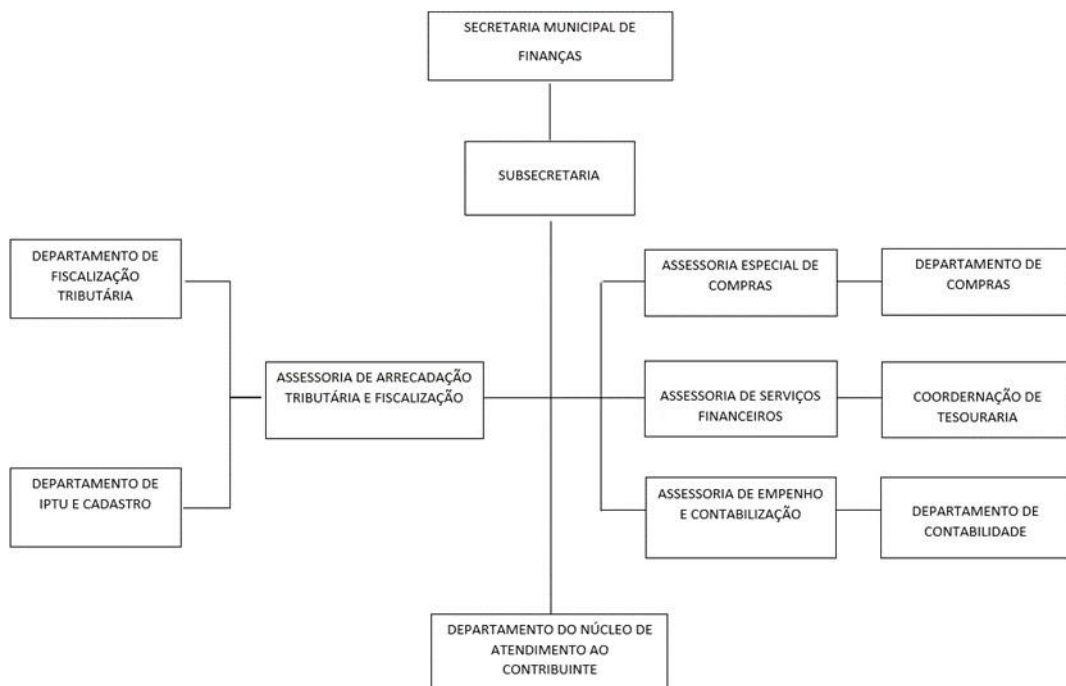 SECRETARIA MUNICIPAL DE
FINANÇAS
SUBSECRETARIA
DEPARTAMENTO DE
FISCALIZAÇÃO
TRIBUTÁRIA
ASSESSORIA ESPECIAL DE
COMPRAS
DEPARTAMENTO DE
COMPRAS
ASSESSORIA DE ARRECADAÇÃO
TRIBUTÁRIA E FISCALIZAÇÃO
ASSESSORIA DE SERVIÇOS
FINANCEIROS
COORDERNAÇÃO DE
TESOURARIA
DEPARTAMENTO DE
IPTU E CADASTRO
ASSESSORIA DE EMPENHO
E CONTABILIZAÇÃO
DEPARTAMENTO DE
CONTABILIDADE
DEPARTAMENTO DO NÚCLEO DE
ATENDIMENTO AO
CONTRIBUINTE